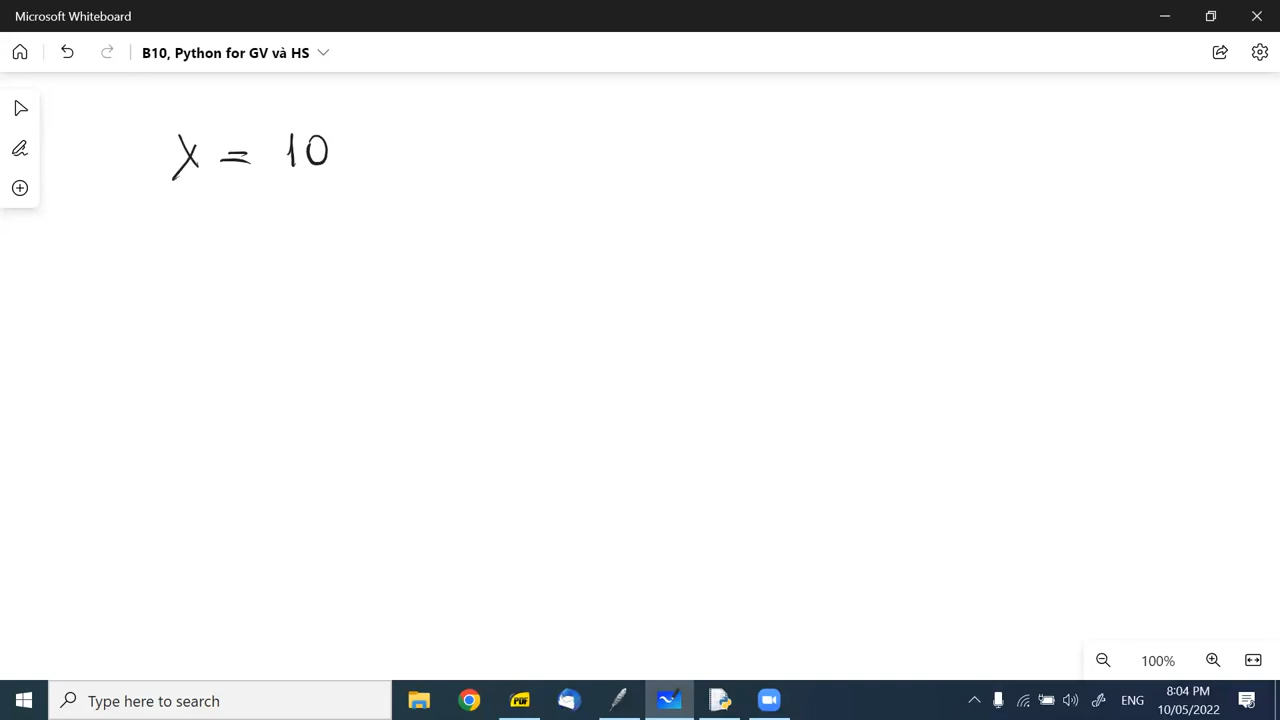 Microsoft Whiteboard
B10, Python for GV và HS
x = 10
100%
Type here to search
PDF
ENG
8:04 PM
10/05/2022